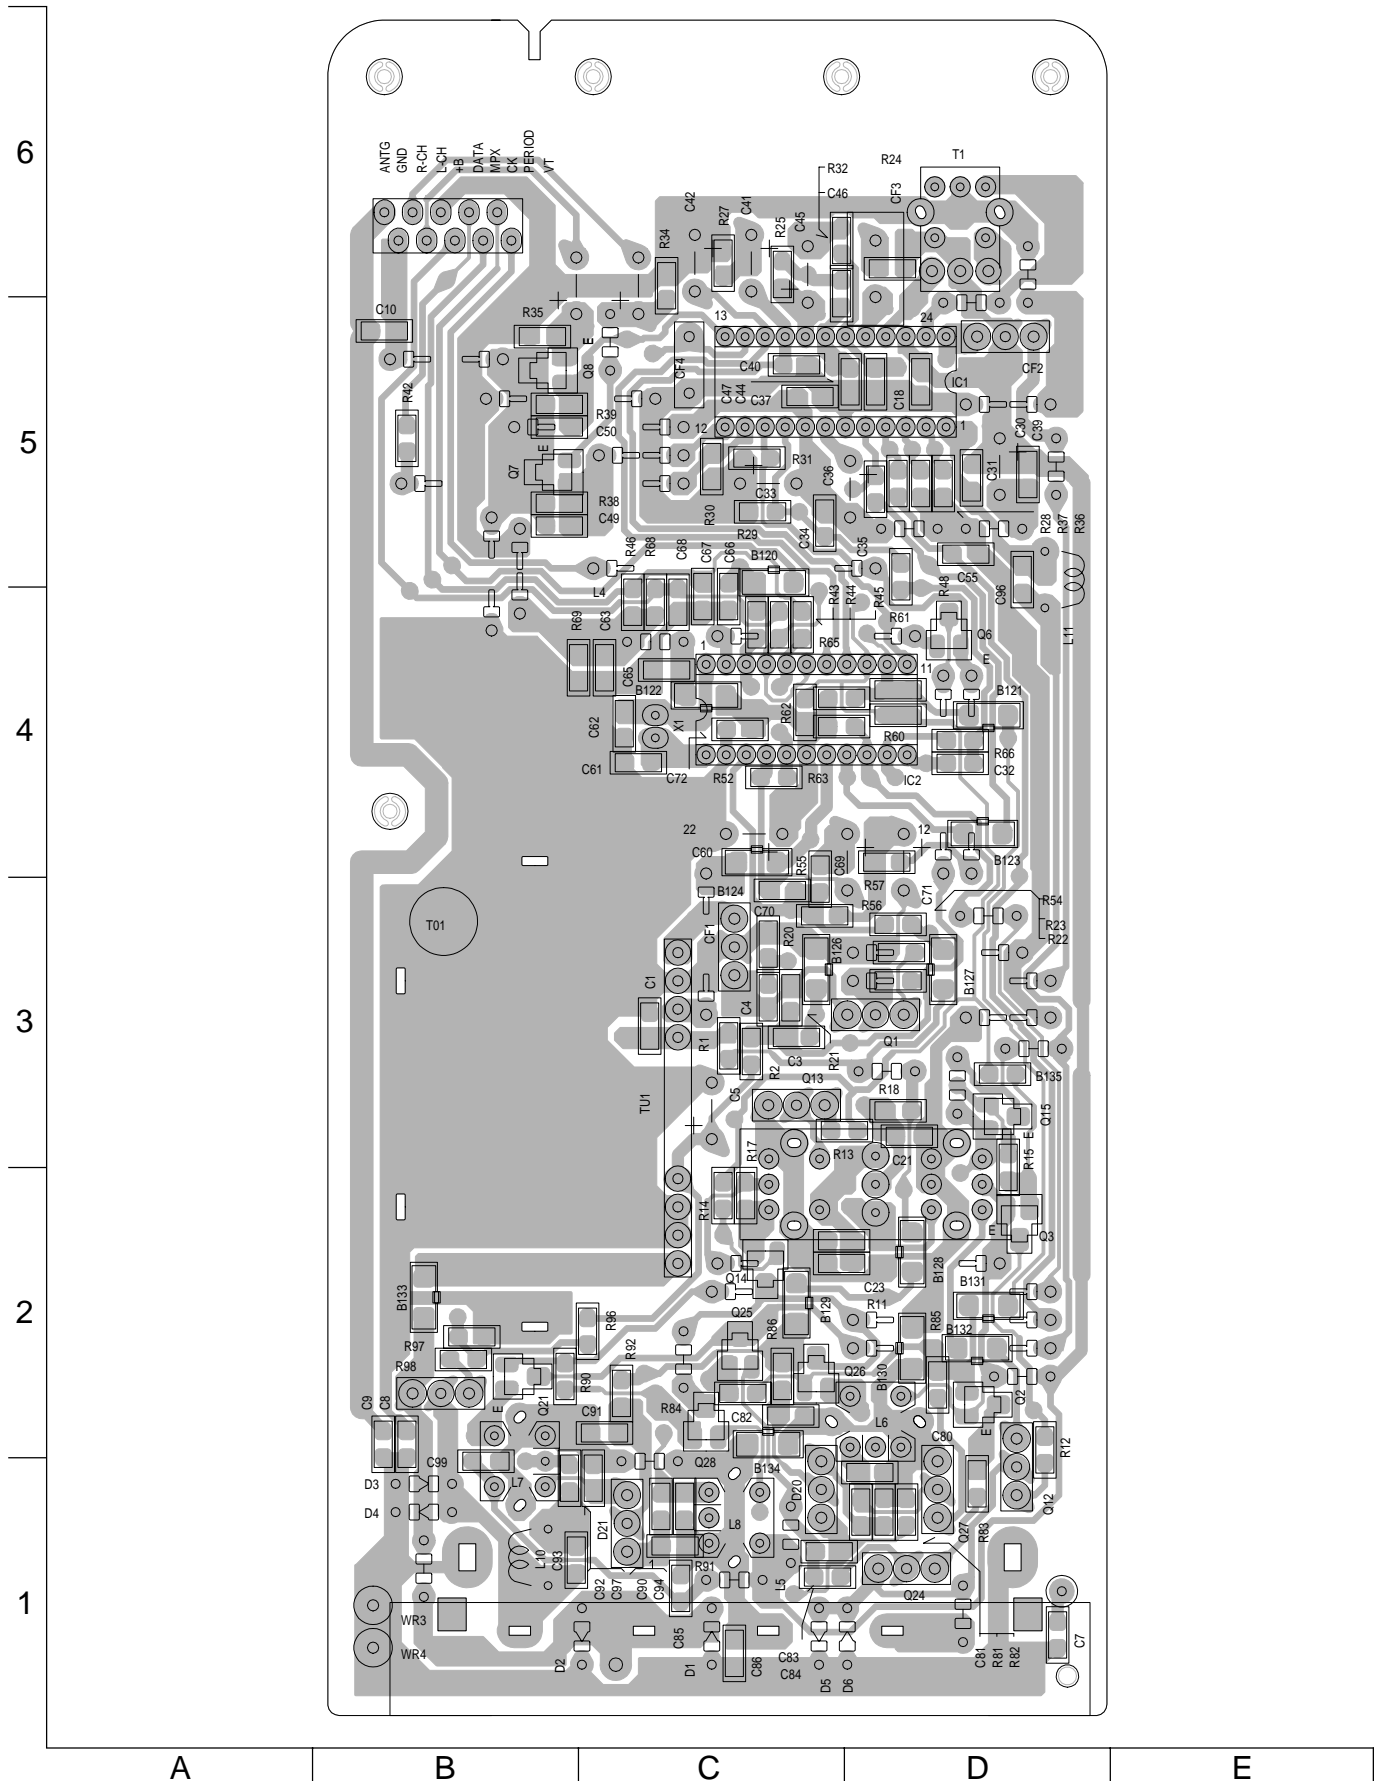 6
ANTG
GND
R-CH
L-CH
+B
DATA
MPX
CK
PERIOD
VT
R34
C42
R27
C41
R25
C45
R32
C46
R24
CF3
T1
C10
R35
E
Q8
13
24
CF4
C40
C47
C44
C37
C18
IC1
CF2
R42
5
R39
C50
12
1
C30
C39
E
Q7
R31
C36
C31
R38
C49
C33
R30
R29
C34
R28
R37
R36
R46
R68
C68
C67
C66
B120
C35
C55
R48
C96
L4
R69
C63
R43
R44
R45
R61
L11
R65
Q6
E
1
11
C65
B122
B121
4
C62
X1
R62
R60
R66
C61
C72
R52
R63
IC2
C32
22
12
C60
R55
C69
B123
R57
B124
C71
R54
T01
C70
R56
R23
CF1
R20
R22
B126
C1
B127
3
C4
R1
Q1
C3
R21
R2
Q13
B135
C5
R18
TU1
Q15
E
R17
R13
C21
R15
R14
E
Q3
Q14
B128
B133
C23
B131
2
R96
Q25
B129
R11
R85
R86
B132
R97
R92
R98
Q26
B130
R90
Q2
C9
C8
E
Q21
C91
R84
C82
L6
E
C80
R12
C99
Q28
B134
D3
L7
D20
D4
Q12
D21
L8
Q27
R83
L10
C93
R91
L5
C92
C97
C90
C94
Q24
1
WR3
WR4
C85
C86
C83
C84
C81
R81
R82
C7
D2
D1
D5
D6
A
B
C
D
E